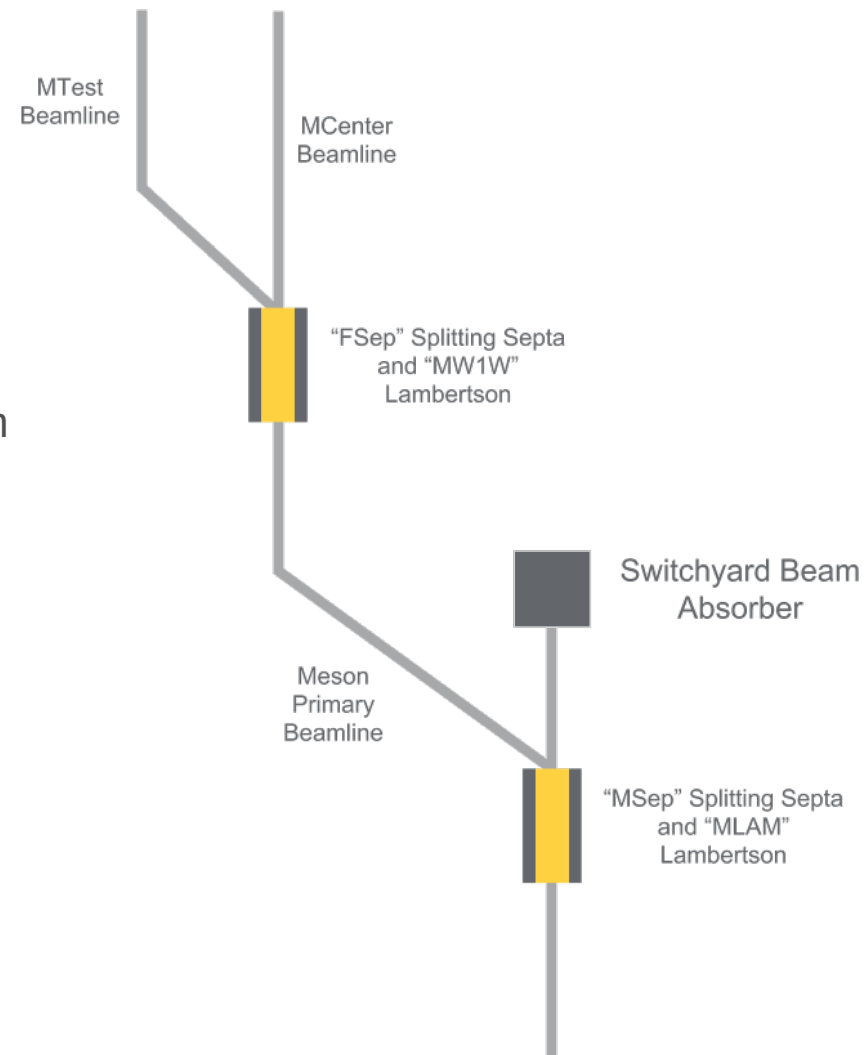 MTest
Beamline
MCenter
Beamline
“FSep” Splitting Septa
and “MW1W”
Lambertson
Switchyard Beam
Absorber
Meson
Primary
Beamline
“MSep” Splitting Septa
and “MLAM”
Lambertson